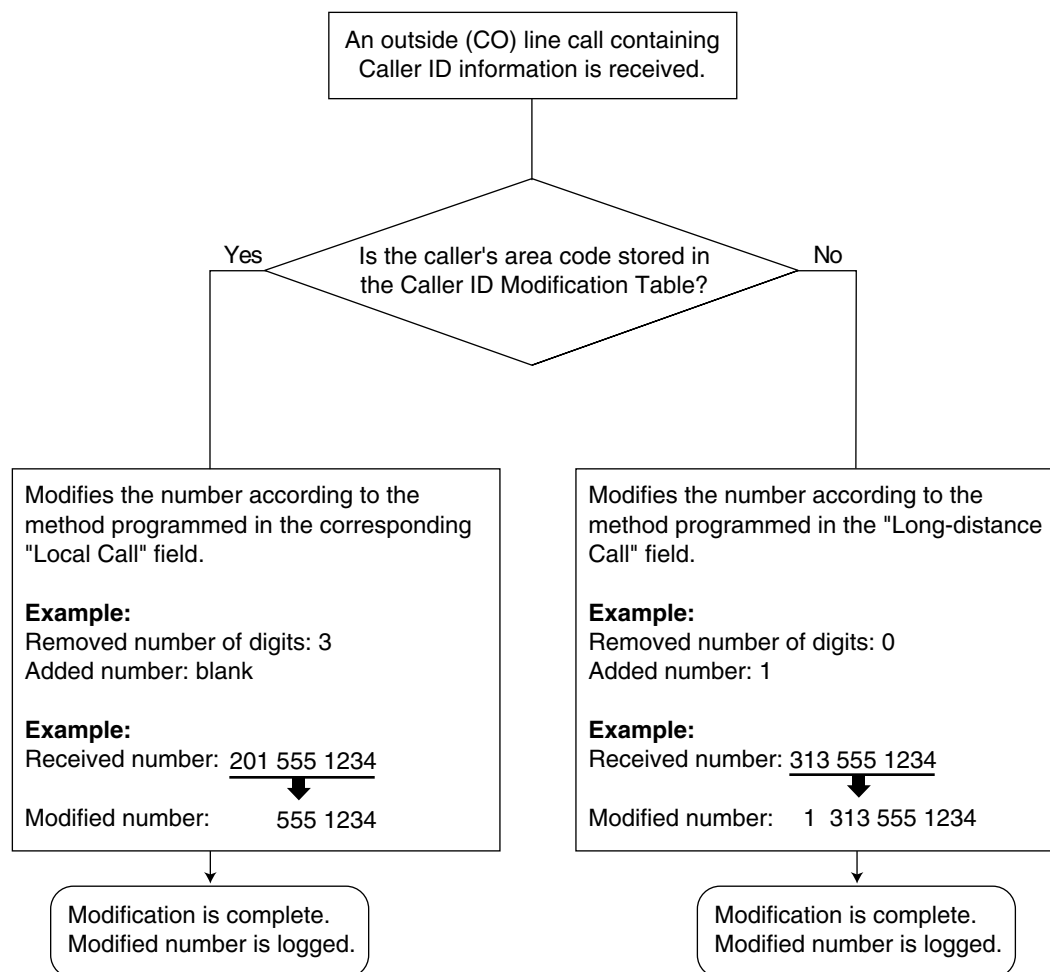 An outside (CO) line call containing
Caller ID information is received.
Yes
Is the caller's area code stored in
the Caller ID Modification Table?
No
Modifies the number according to the
method programmed in the corresponding
"Local Call" field.
Example:
Removed number of digits: 3
Added number: blank
Example:
Received number: 201 555 1234
Modified number: 555 1234
Modification is complete.
Modified number is logged.
Modifies the number according to the
method programmed in the "Long-distance
Call" field.
Example:
Removed number of digits: 0
Added number: 1
Example:
Received number: 313 555 1234
Modified number: 1 313 555 1234
Modification is complete.
Modified number is logged.